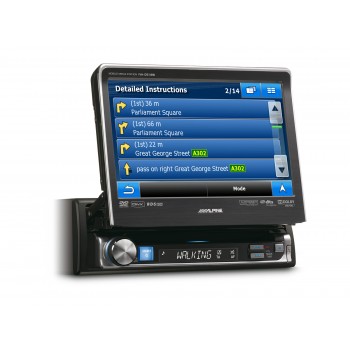 Detailed Instructions 2/14
(1st) 36 m
Parliament Square
(1st) 66 m
Parliament Square
(1st) 22 m
Great George Street A302
pass on right Great George Street A302
Mode
ALPINE
WALKING